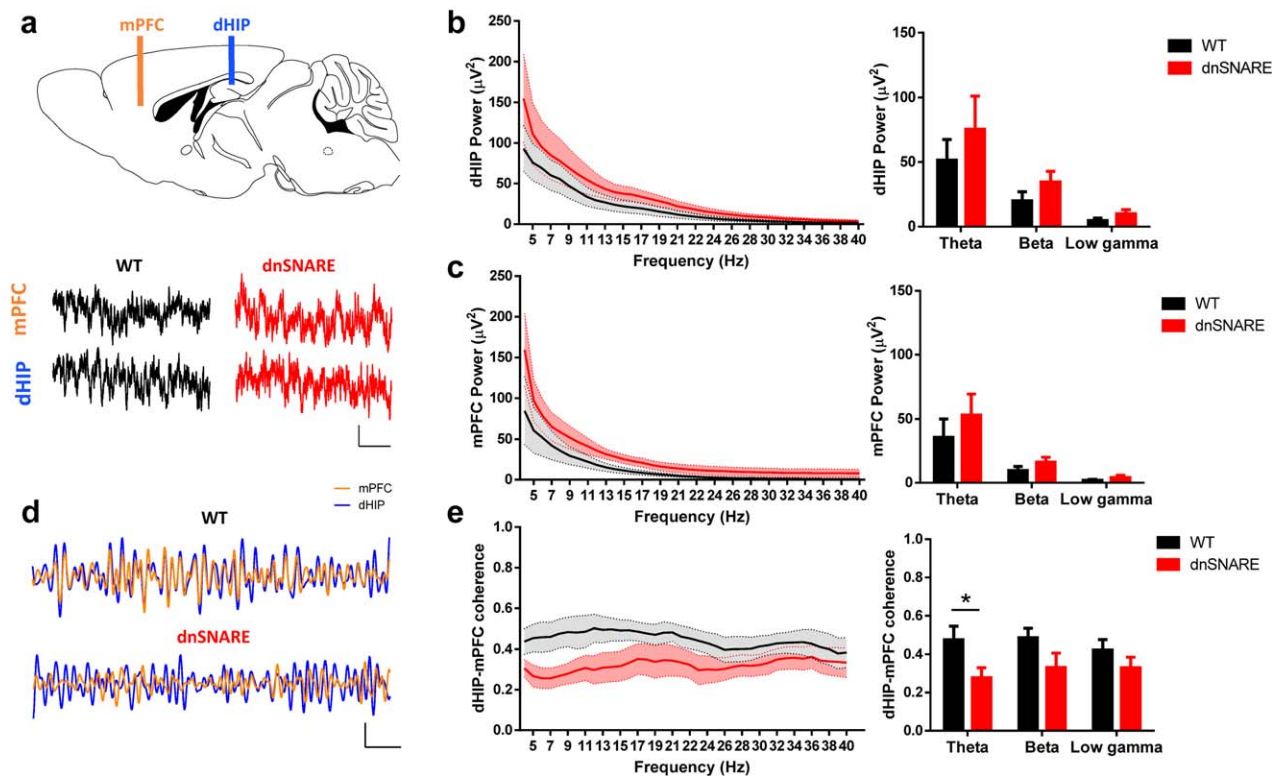 a
mPFC dHIP
WT dnSNARE
mPFC
dHIP
b
dHIP Power (μV²)
250
200
150
100
50
0
5 7 9 11 13 15 17 19 21 22 24 26 28 30 32 34 36 38 40
Frequency (Hz)
dHIP Power (μV²)
150
100
50
0
Theta Beta Low gamma
WT
dnSNARE
c
mPFC Power (μV²)
250
200
150
100
50
0
5 7 9 11 13 15 17 19 21 22 24 26 28 30 32 34 36 38 40
Frequency (Hz)
mPFC Power (μV²)
150
100
50
0
Theta Beta Low gamma
WT
dnSNARE
d
mPFC
dHIP
WT
dnSNARE
e
dHIP-mPFC coherence
1.0
0.8
0.6
0.4
0.2
0.0
5 7 9 11 13 15 17 19 21 22 24 26 28 30 32 34 36 38 40
Frequency (Hz)
dHIP-mPFC coherence
1.0
0.8
0.6
0.4
0.2
0.0
*
Theta Beta Low gamma
WT
dnSNARE